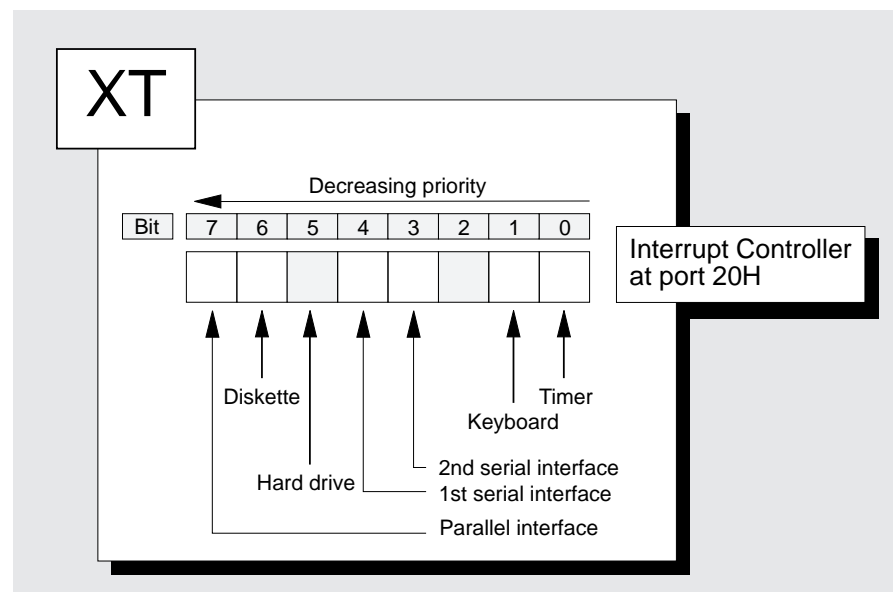 XT
Decreasing priority
Bit 7 6 5 4 3 2 1 0
Interrupt Controller
at port 20H
Diskette
Timer
Keyboard
Hard drive
2nd serial interface
1st serial interface
Parallel interface